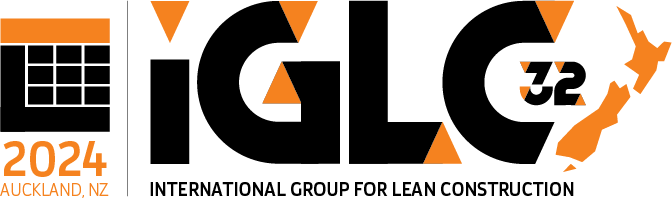 2024
AUCKLAND, NZ
iGLC
32
INTERNATIONAL GROUP FOR LEAN CONSTRUCTION